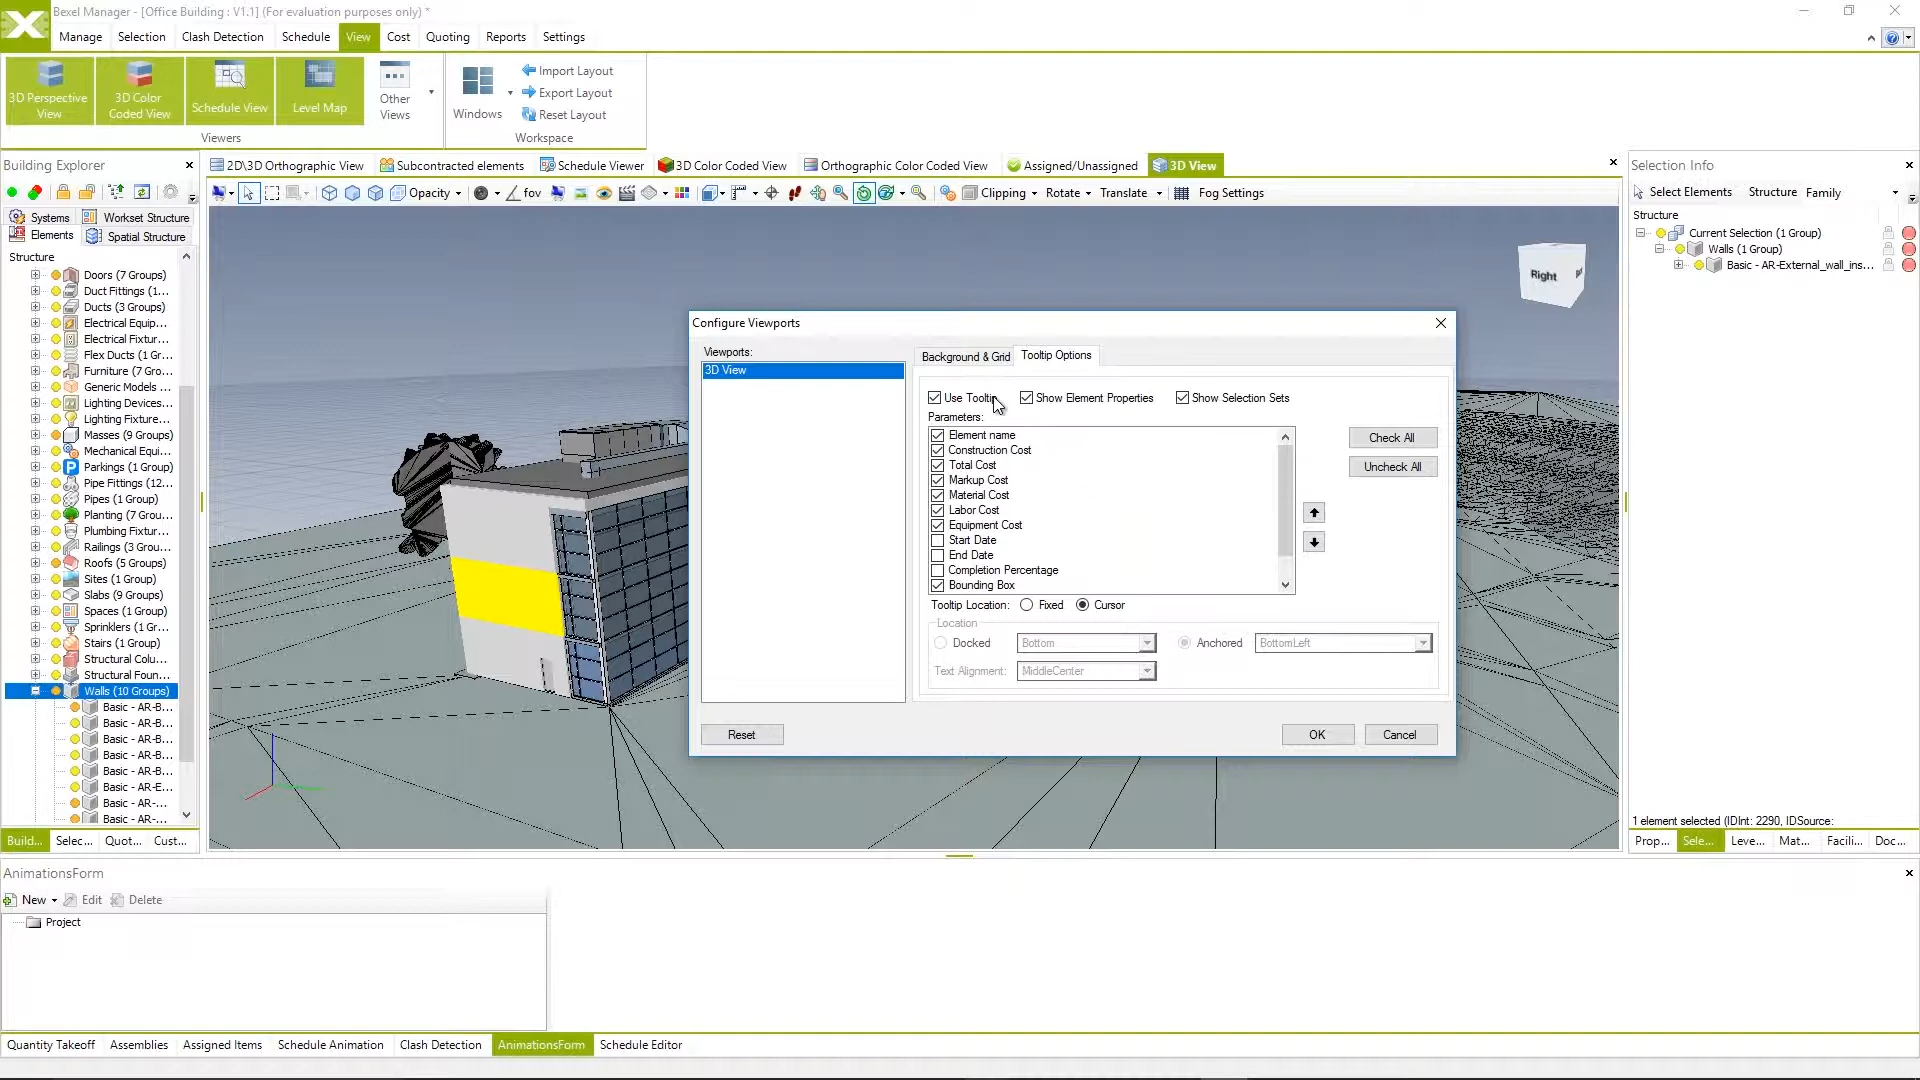 Bexel Manager - [Office Building : V1.1] (For evaluation purposes only) *
Manage Selection Clash Detection Schedule View Cost Quoting Reports Settings
3D Perspective View
3D Color Coded View
Schedule View
Level Map
Other Views
Viewers
Windows
Import Layout
Export Layout
Reset Layout
Workspace
Building Explorer
2D\3D Orthographic View Subcontracted elements Schedule Viewer 3D Color Coded View Orthographic Color Coded View Assigned/Unassigned 3D View
Opacity fov Clipping Rotate Translate Fog Settings
Systems Workset Structure
Elements Spatial Structure
Structure
Doors (7 Groups)
Duct Fittings (1...
Ducts (3 Groups)
Electrical Equip...
Electrical Fixtur...
Flex Ducts (1 Gr...
Furniture (7 Gro...
Generic Models ...
Lighting Devices...
Lighting Fixture...
Masses (9 Groups)
Mechanical Equi...
Parkings (1 Group)
Pipe Fittings (12...
Pipes (1 Group)
Planting (7 Grou...
Plumbing Fixtur...
Railings (3 Grou...
Roofs (5 Groups)
Sites (1 Group)
Slabs (9 Groups)
Spaces (1 Group)
Sprinklers (1 Gr...
Stairs (1 Group)
Structural Colu...
Structural Foun...
Walls (10 Groups)
Basic - AR-B...
Basic - AR-B...
Basic - AR-B...
Basic - AR-B...
Basic - AR-B...
Basic - AR-E...
Basic - AR-...
Basic - AR-...
Build... Selec... Quot... Cust...
Right
Configure Viewports
Viewports:
3D View
Background & Grid Tooltip Options
Use Tooltip Show Element Properties Show Selection Sets
Parameters:
Element name
Construction Cost
Total Cost
Markup Cost
Material Cost
Labor Cost
Equipment Cost
Start Date
End Date
Completion Percentage
Bounding Box
Check All
Uncheck All
Tooltip Location: Fixed Cursor
Location
Docked Bottom Anchored BottomLeft
Text Alignment: MiddleCenter
Reset OK Cancel
Selection Info
Select Elements Structure Family
Structure
Current Selection (1 Group)
Walls (1 Group)
Basic - AR-External_wall_ins...
1 element selected (IDInt: 2290, IDSource:
Prop... Sele... Leve... Mat... Facili... Doc...
AnimationsForm
New Edit Delete
Project
Quantity Takeoff Assemblies Assigned Items Schedule Animation Clash Detection AnimationsForm Schedule Editor